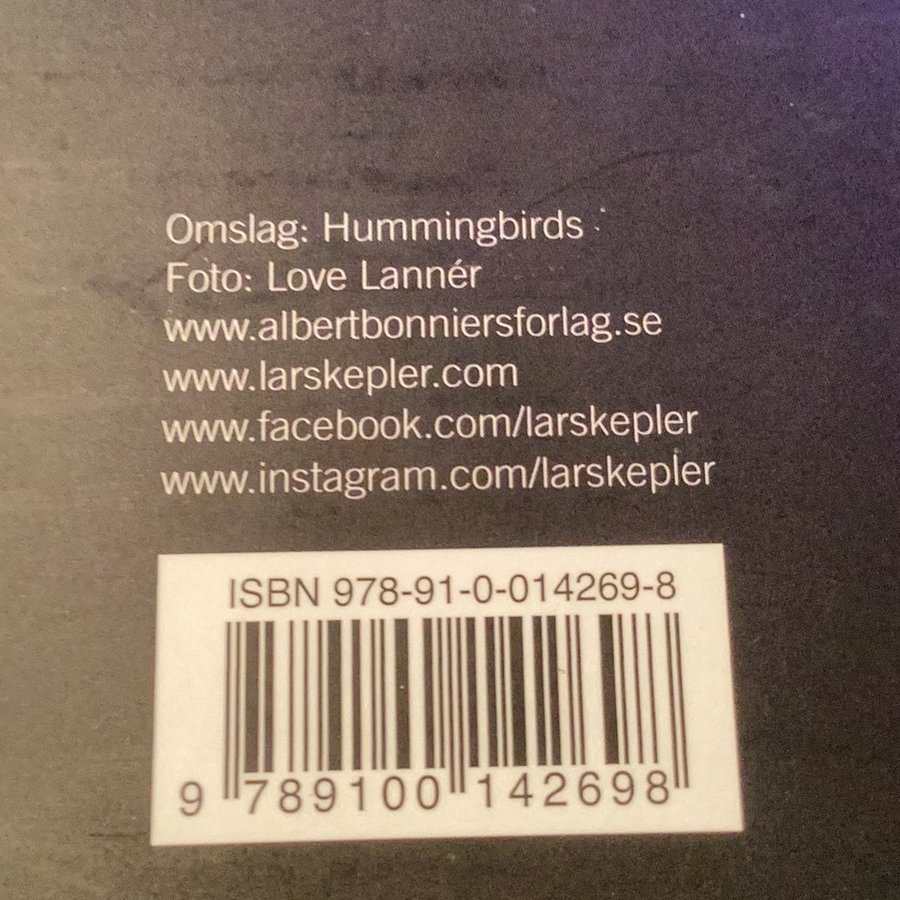 Omslag: Hummingbirds
Foto: Love Lannér
www.albertbonniersforlag.se
www.larskepler.com
www.facebook.com/larskepler
www.instagram.com/larskepler
ISBN 978-91-0-014269-8
9 789100 142698